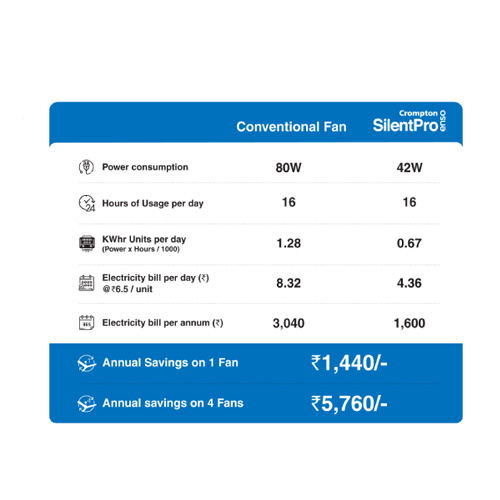 Crompton
Conventional Fan SilentPro enso
Power consumption 80W 42W
24
Hours of Usage per day 16 16
KWhr Units per day 1.28 0.67
(Power x Hours / 1000)
Electricity bill per day (₹) 8.32 4.36
@ ₹6.5 / unit
Electricity bill per annum (₹) 3,040 1,600
Annual Savings on 1 Fan ₹1,440/-
Annual savings on 4 Fans ₹5,760/-